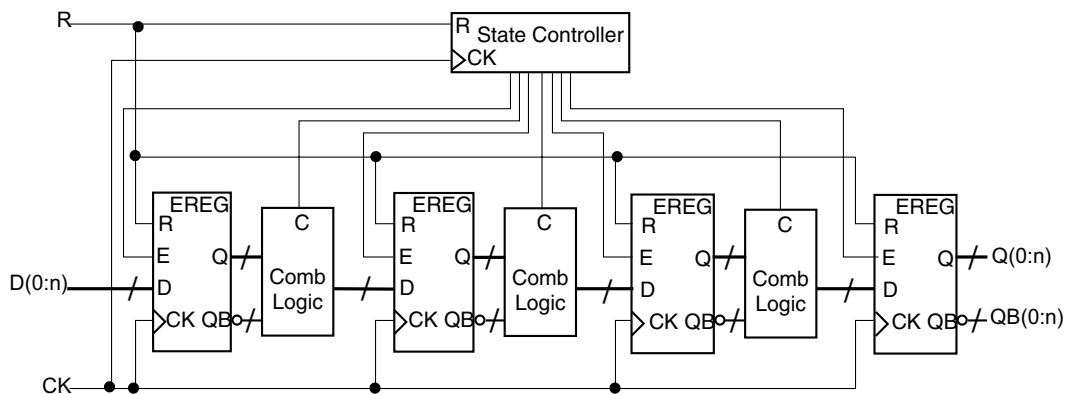 R
R State Controller
CK
EREG EREG EREG EREG
R C R C R C R
E Q E Q E Q E Q Q(0:n)
Comb Comb Comb
D(0:n) D Logic D Logic D Logic D
CK QB CK QB CK QB CK QB QB(0:n)
CK